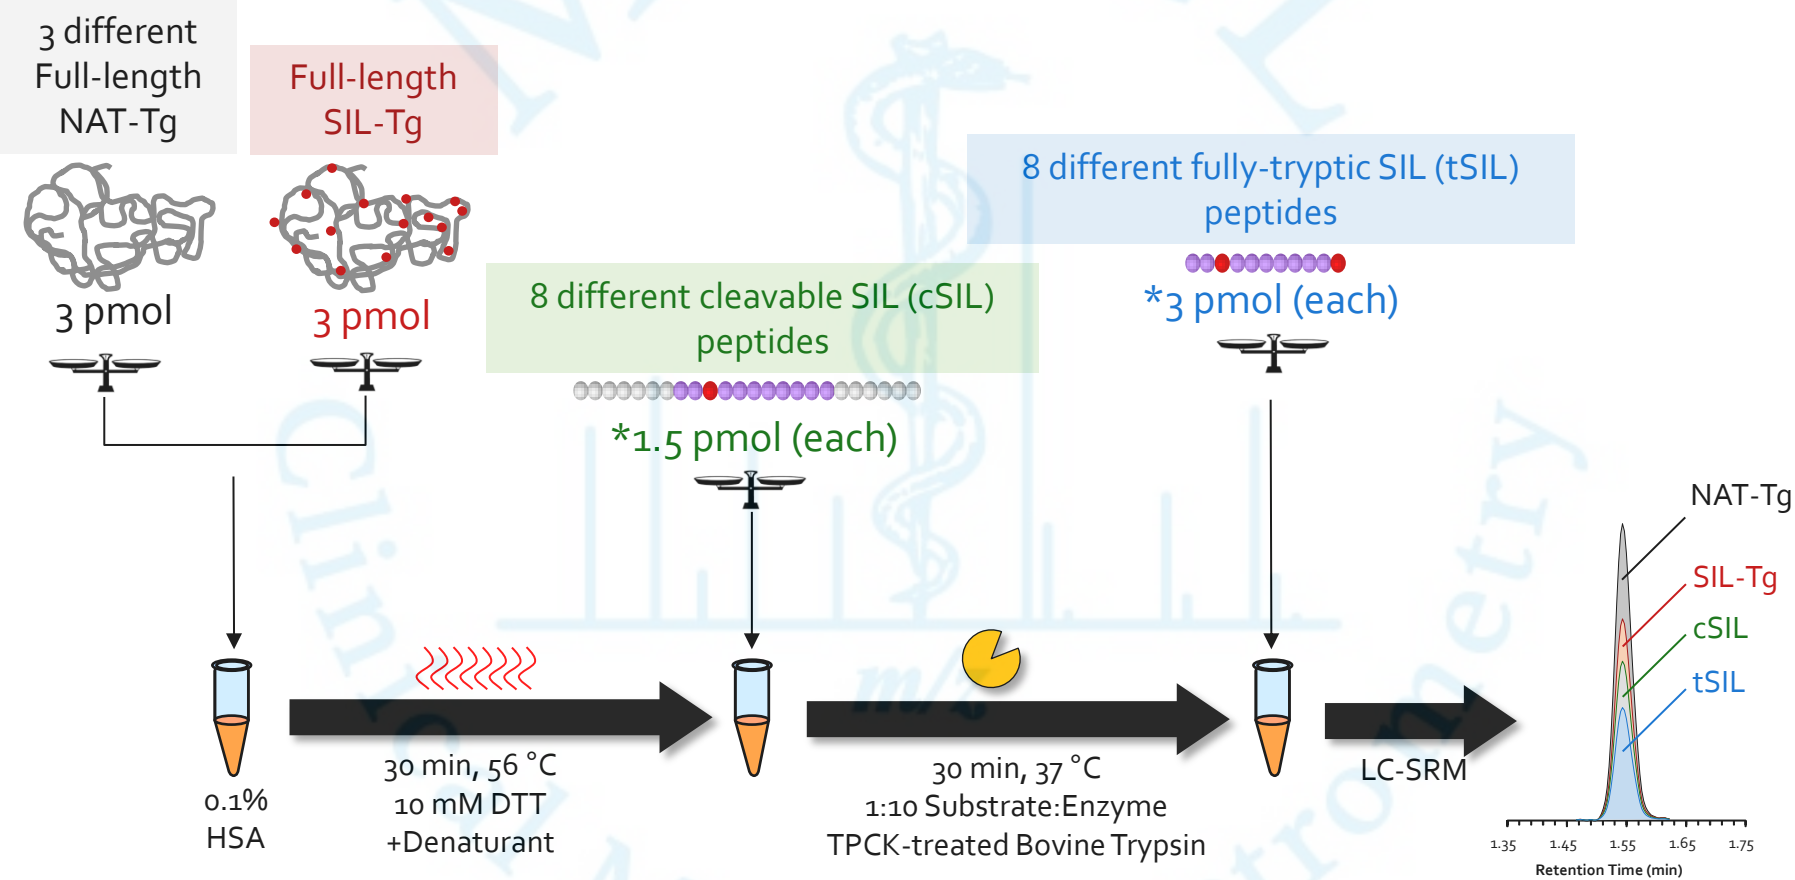 3 different
Full-length
NAT-Tg
3 pmol
Full-length
SIL-Tg
3 pmol
8 different cleavable SIL (cSIL)
peptides
*1.5 pmol (each)
8 different fully-tryptic SIL (tSIL)
peptides
*3 pmol (each)
0.1%
HSA
30 min, 56 °C
10 mM DTT
+Denaturant
30 min, 37 °C
1:10 Substrate:Enzyme
TPCK-treated Bovine Trypsin
LC-SRM
NAT-Tg
SIL-Tg
cSIL
tSIL
1.35 1.45 1.55 1.65 1.75
Retention Time (min)
Clinical
m/z